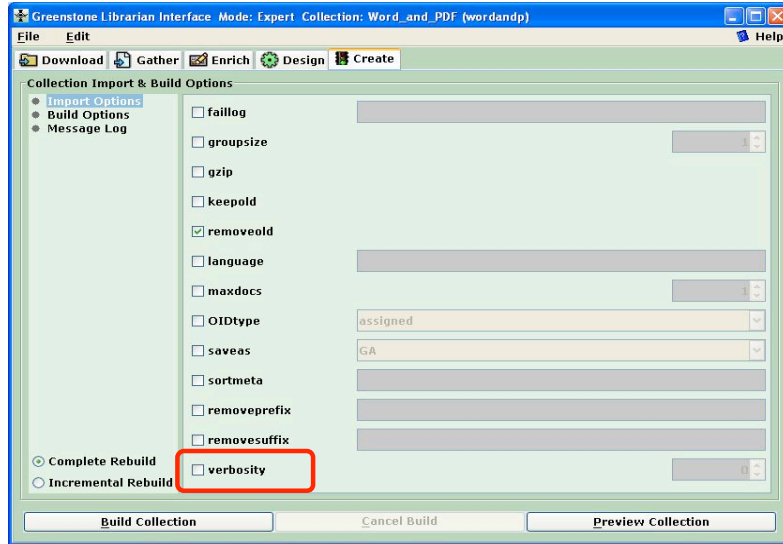 Greenstone Librarian Interface Mode: Expert Collection: Word_and_PDF (wordandp)
File Edit Help
Download Gather Enrich Design Create
Collection Import & Build Options
Import Options
Build Options
Message Log
faillog
groupsize 1
gzip
keepold
removeold
language
maxdocs 1
OIDtype assigned
saveas GA
sortmeta
removeprefix
removesuffix
verbosity 0
Complete Rebuild
Incremental Rebuild
Build Collection Cancel Build Preview Collection